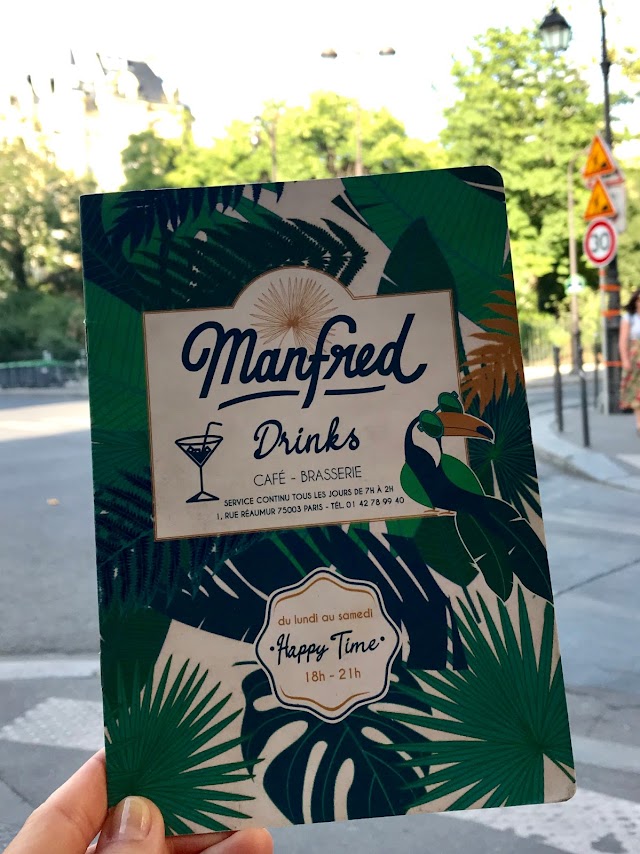 Manfred
Drinks
CAFÉ - BRASSERIE
SERVICE CONTINU TOUS LES JOURS DE 7H À 2H
1, RUE RÉAUMUR 75003 PARIS - TÉL. 01 42 78 99 40
du lundi au samedi
• Happy Time •
18h - 21h
30